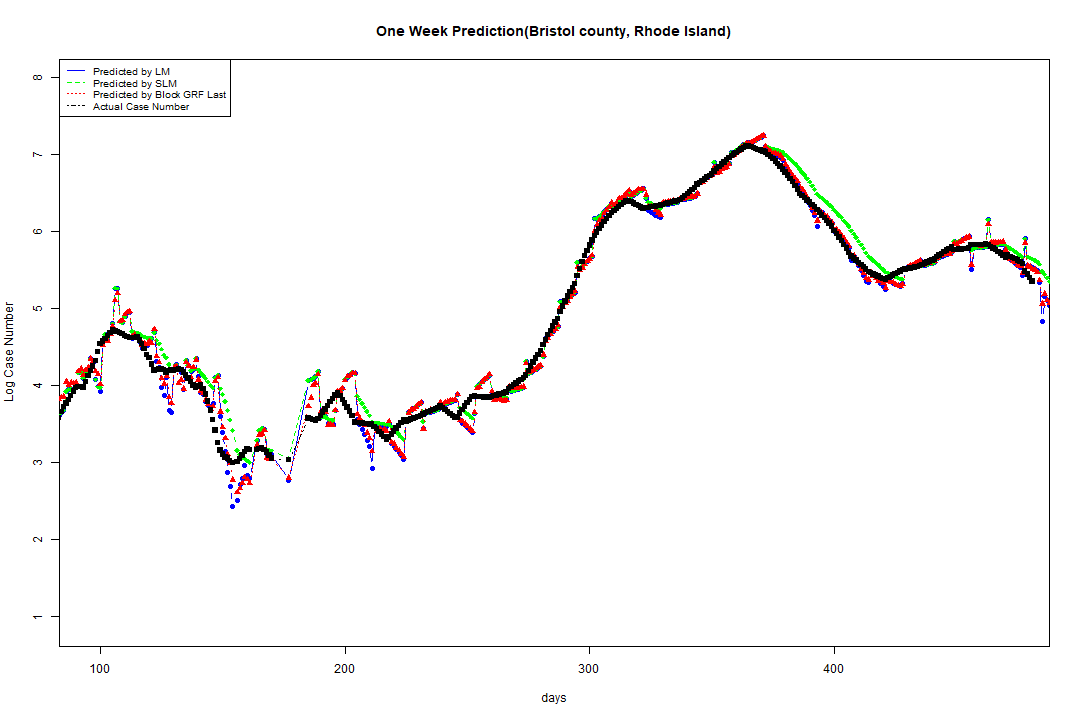 One Week Prediction(Bristol county, Rhode Island)
Predicted by LM
Predicted by SLM
Predicted by Block GRF Last
Actual Case Number
8
7
6
5
4
3
2
1
Log Case Number
100 200 300 400
days